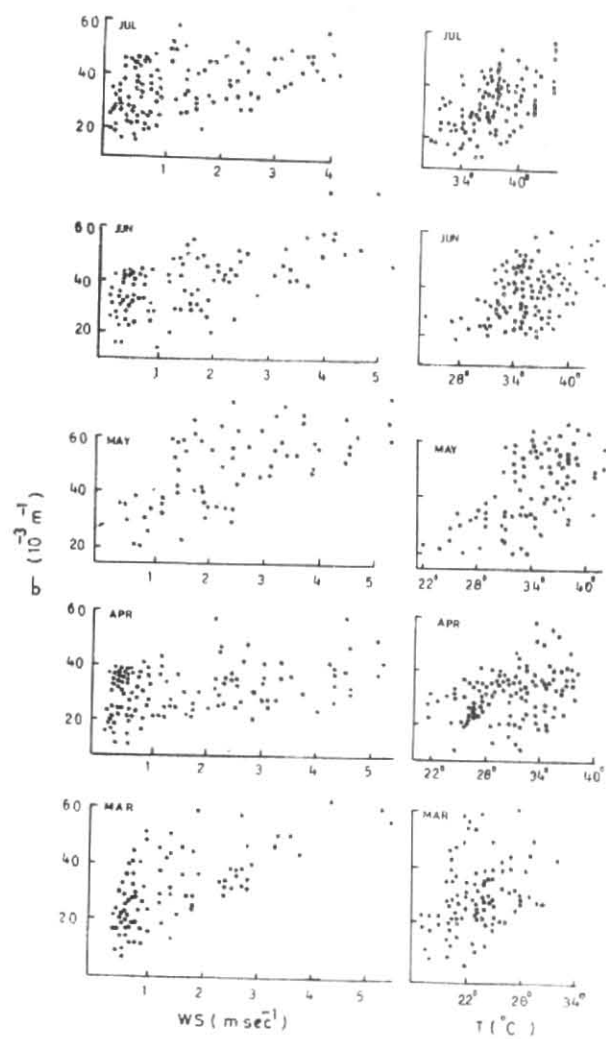 60
JUL
40
20
1 2 3 4
JUL
34° 40°
60
JUN
40
20
1 2 3 4 5
JUN
28° 34° 40°
MAY
60
40
20
1 2 3 4 5
MAY
22° 28° 34° 40°
b (10⁻³ m⁻¹)
60
APR
40
20
1 2 3 4 5
APR
22° 28° 34° 40°
60
MAR
40
20
1 2 3 4 5
MAR
22° 28° 34°
WS (m sec⁻¹)
T (°C)